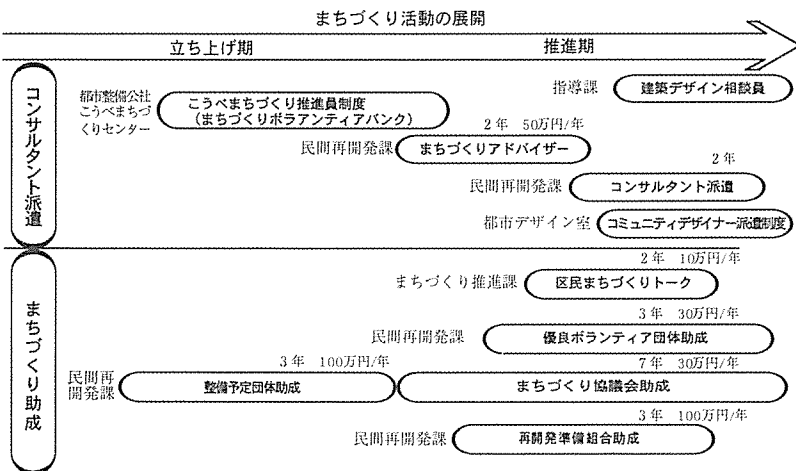 まちづくり活動の展開
立ち上げ期
推進期
コンサルタント派遣
指導課
建築デザイン相談員
都市整備公社
こうべまちづ
くりセンター
こうべまちづくり推進員制度
(まちづくりボラアンティアバンク)
2年 50万円/年
民間再開発課
まちづくりアドバイザー
2年
民間再開発課
コンサルタント派遣
都市デザイン室
コミュニティデザイナー派遣制度
まちづくり助成
2年 10万円/年
まちづくり推進課
区民まちづくりトーク
3年 30万円/年
民間再開発課
優良ボランティア団体助成
3年 100万円/年
7年 30万円/年
民間再
開発課
整備予定団体助成
まちづくり協議会助成
3年 100万円/年
民間再開発課
再開発準備組合助成